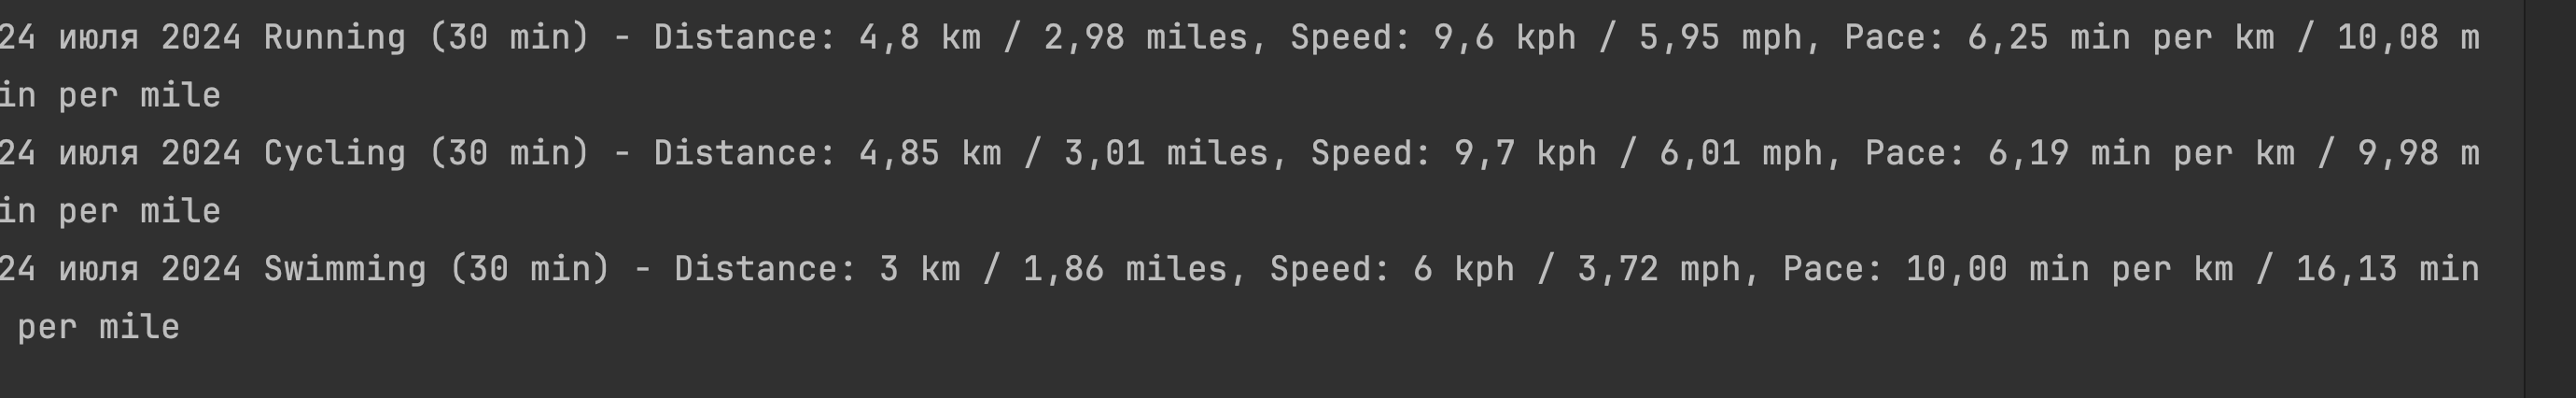 24 июля 2024 Running (30 min) - Distance: 4,8 km / 2,98 miles, Speed: 9,6 kph / 5,95 mph, Pace: 6,25 min per km / 10,08 m
in per mile
24 июля 2024 Cycling (30 min) - Distance: 4,85 km / 3,01 miles, Speed: 9,7 kph / 6,01 mph, Pace: 6,19 min per km / 9,98 m
in per mile
24 июля 2024 Swimming (30 min) - Distance: 3 km / 1,86 miles, Speed: 6 kph / 3,72 mph, Pace: 10,00 min per km / 16,13 min
 per mile